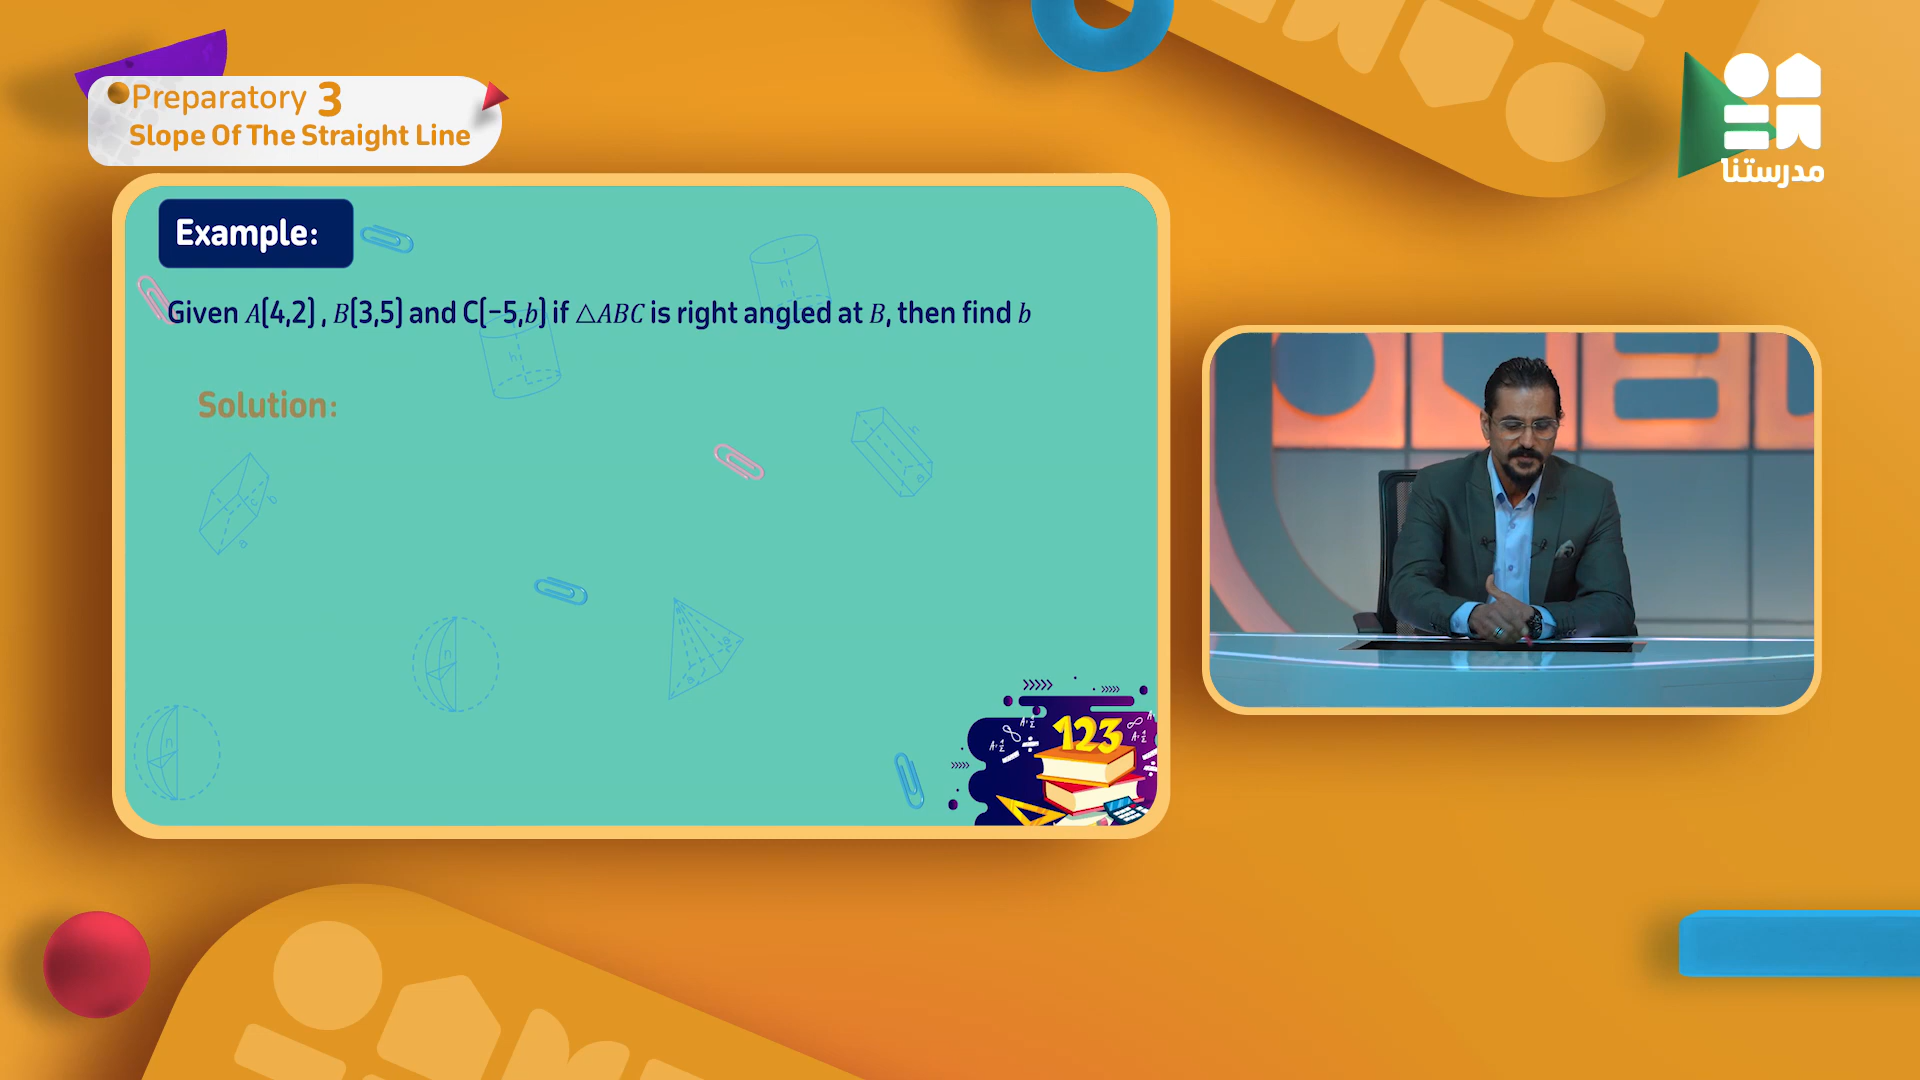 Preparatory 3
Slope Of The Straight Line
مدرستنا
Example:
Given A(4,2) , B(3,5) and C(−5,b) if △ABC is right angled at B, then find b
Solution:
123